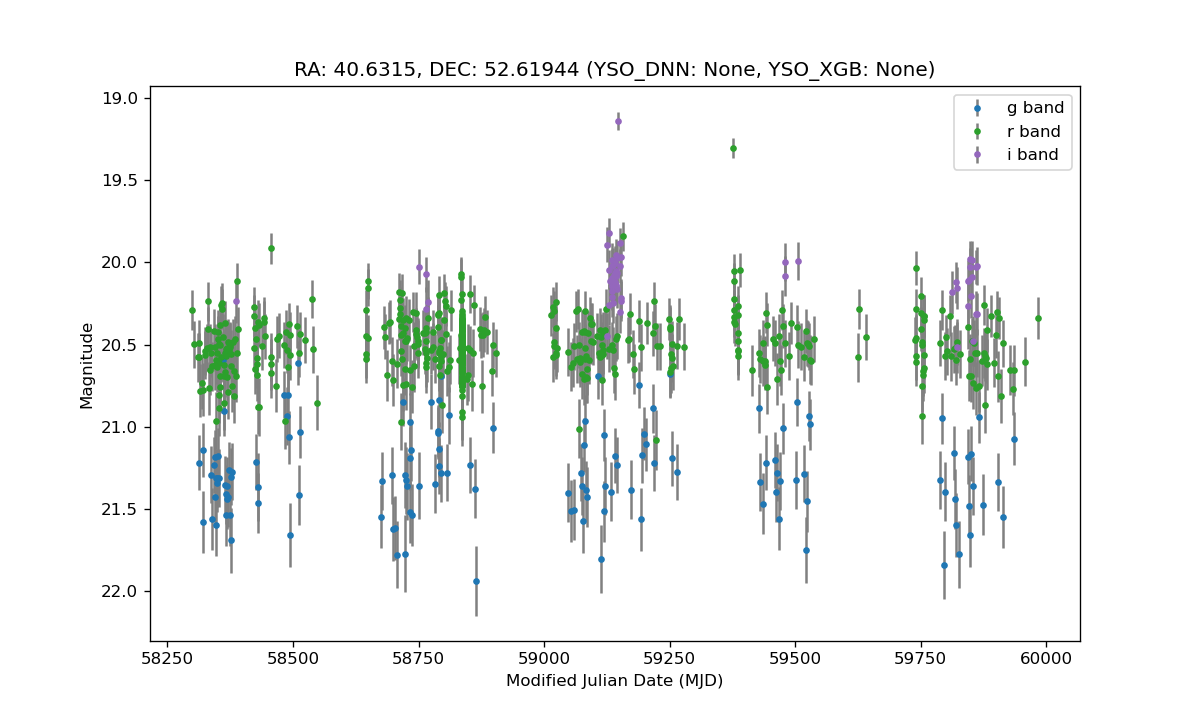 RA: 40.6315, DEC: 52.61944 (YSO_DNN: None, YSO_XGB: None)
g band
r band
i band
19.0
19.5
20.0
20.5
21.0
21.5
22.0
Magnitude
58250 58500 58750 59000 59250 59500 59750 60000
Modified Julian Date (MJD)